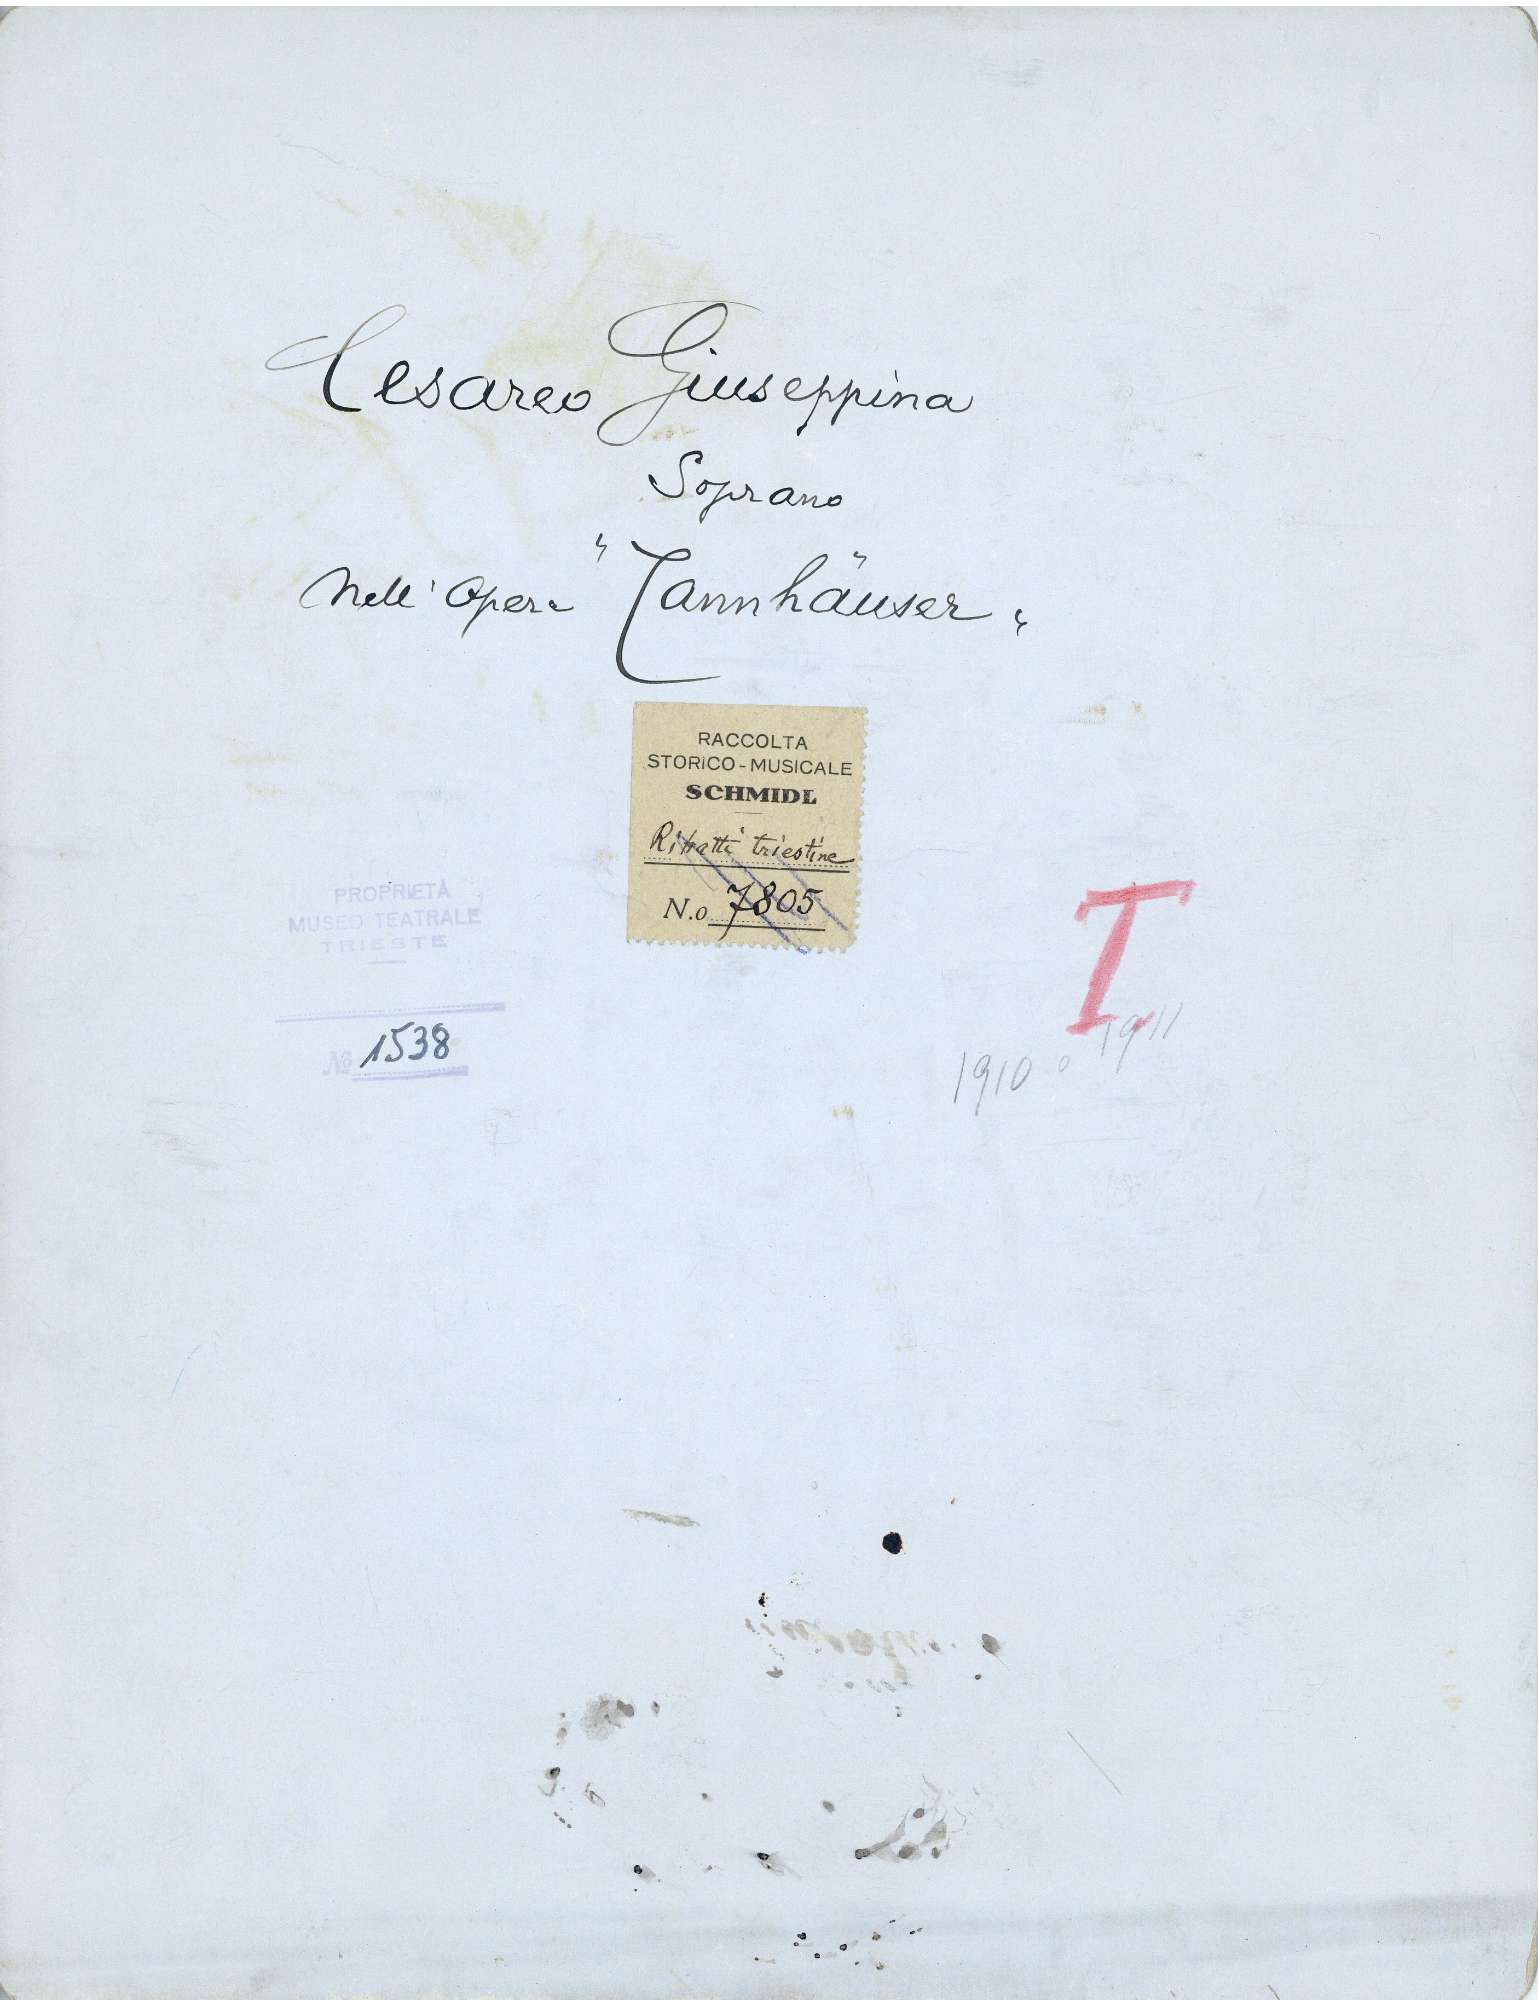 Cesareo Giuseppina
Soprano
nell' Opera "Tannhäuser"
RACCOLTA
STORICO-MUSICALE
SCHMIDL
Ritratti triestine
N.o 7805
PROPRIETÀ
MUSEO TEATRALE
TRIESTE
No 1538
T
1910 o 1911